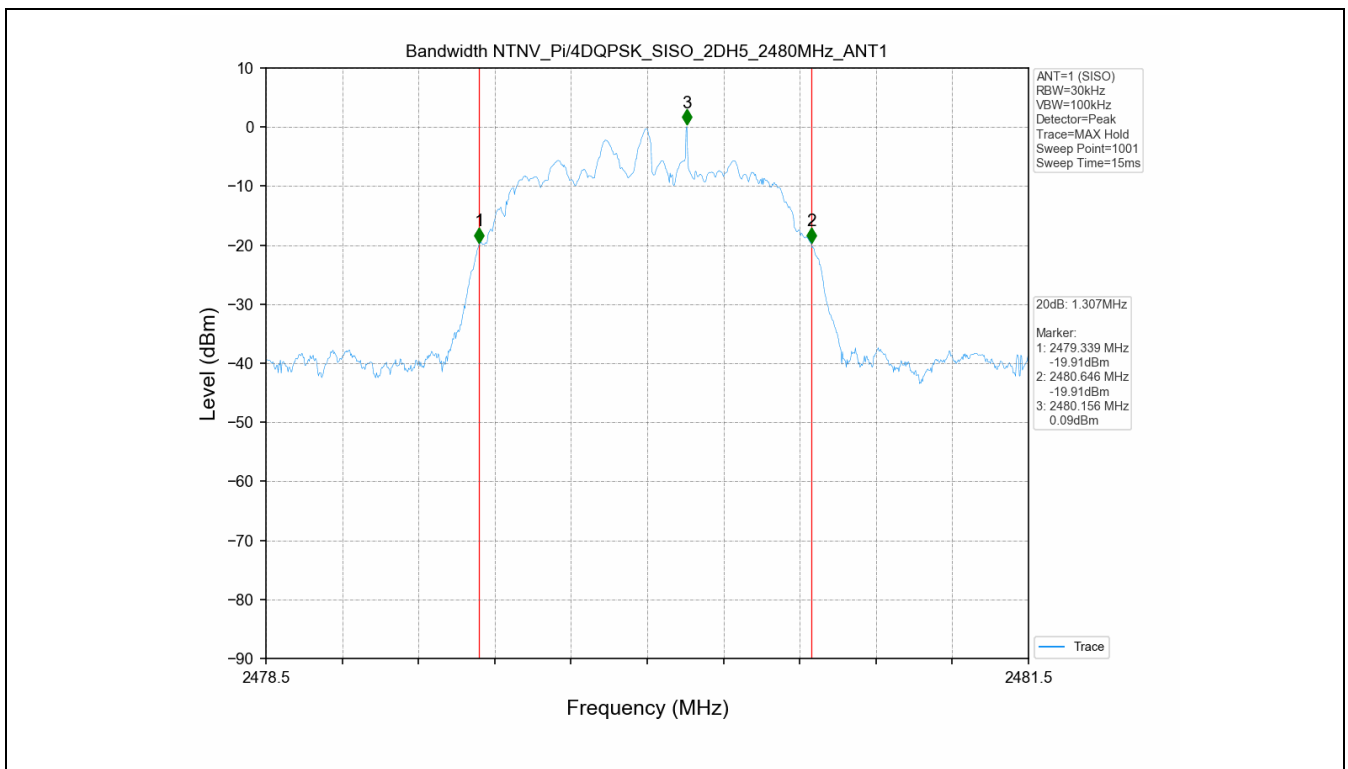 Bandwidth NTNV_Pi/4DQPSK_SISO_2DH5_2480MHz_ANT1
10
0
−10
−20
−30
−40
−50
−60
−70
−80
−90
Level (dBm)
1
2
3
2478.5
2481.5
Frequency (MHz)
ANT=1 (SISO)
RBW=30kHz
VBW=100kHz
Detector=Peak
Trace=MAX Hold
Sweep Point=1001
Sweep Time=15ms
20dB: 1.307MHz
Marker:
1: 2479.339 MHz
-19.91dBm
2: 2480.646 MHz
-19.91dBm
3: 2480.156 MHz
0.09dBm
Trace